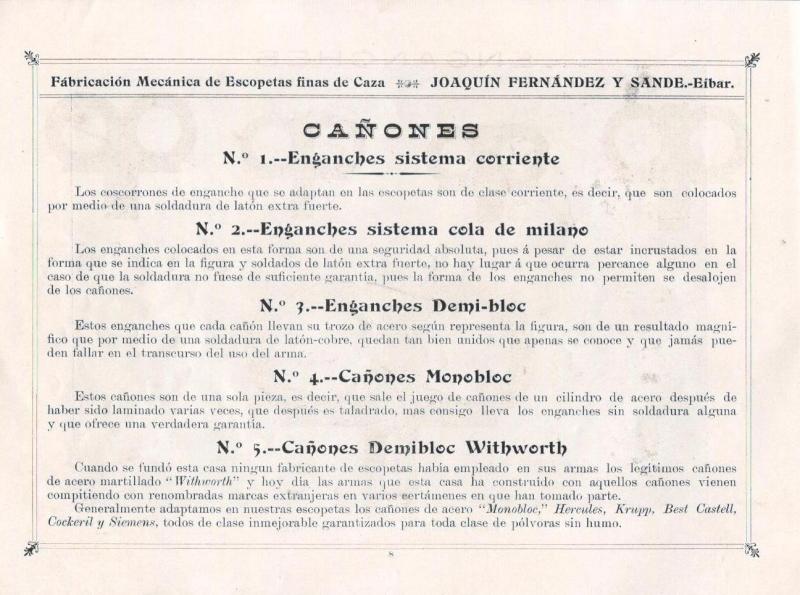 Fábricación Mecánica de Escopetas finas de Caza JOAQUÍN FERNÁNDEZ Y SANDE.-Eíbar.
CAÑONES
N.º 1.--Enganches sistema corriente
Los coscorrones de enganche que se adaptan en las escopetas son de clase corriente, es decir, que son colocados
por medio de una soldadura de latón extra fuerte.
N.º 2.--Enganches sistema cola de milano
Los enganches colocados en esta forma son de una seguridad absoluta, pues á pesar de estar incrustados en la
forma que se indica en la figura y soldados de latón extra fuerte, no hay lugar á que ocurra percance alguno en el
caso de que la soldadura no fuese de suficiente garantía, pues la forma de los enganches no permiten se desalojen
de los cañones.
N.º 3.--Enganches Demi-bloc
Estos enganches que cada cañón llevan su trozo de acero según representa la figura, son de un resultado magní-
fico que por medio de una soldadura de latón-cobre, quedan tan bien unidos que apenas se conoce y que jamás pue-
den fallar en el transcurso del uso del arma.
N.º 4.--Cañones Monobloc
Estos cañones son de una sola pieza, es decir, que sale el juego de cañones de un cilindro de acero después de
haber sido laminado varias veces, que después es taladrado, mas consigo lleva los enganches sin soldadura alguna
y que ofrece una verdadera garantía.
N.º 5.--Cañones Demibloc Withworth
Cuando se fundó esta casa ningun fabricante de escopetas había empleado en sus armas los legítimos cañones
de acero martillado "Withworth" y hoy día las armas que esta casa ha construído con aquellos cañones vienen
compitiendo con renombradas marcas extranjeras en varios certámenes en que han tomado parte.
Generalmente adaptamos en nuestras escopetas los cañones de acero "Monobloc," Hercules, Krupp, Best Castell,
Cockeril y Siemens, todos de clase inmejorable garantizados para toda clase de pólvoras sin humo.
8